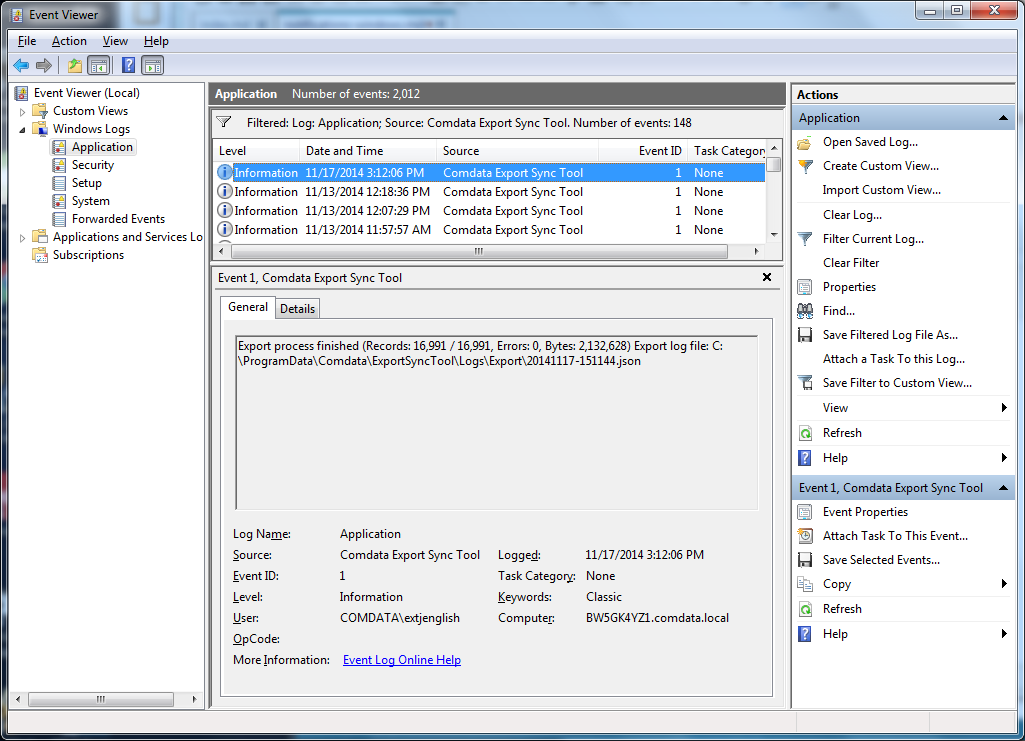 Event Viewer
File Action View Help
Event Viewer (Local)
Custom Views
Windows Logs
Application
Security
Setup
System
Forwarded Events
Applications and Services Lo
Subscriptions
Application Number of events: 2,012
Filtered: Log: Application; Source: Comdata Export Sync Tool. Number of events: 148
Level Date and Time Source Event ID Task Category
Information 11/17/2014 3:12:06 PM Comdata Export Sync Tool 1 None
Information 11/13/2014 12:18:36 PM Comdata Export Sync Tool 1 None
Information 11/13/2014 12:07:29 PM Comdata Export Sync Tool 1 None
Information 11/13/2014 11:57:57 AM Comdata Export Sync Tool 1 None
Event 1, Comdata Export Sync Tool
General Details
Export process finished (Records: 16,991 / 16,991, Errors: 0, Bytes: 2,132,628) Export log file: C:
\ProgramData\Comdata\ExportSyncTool\Logs\Export\20141117-151144.json
Log Name: Application
Source: Comdata Export Sync Tool Logged: 11/17/2014 3:12:06 PM
Event ID: 1 Task Category: None
Level: Information Keywords: Classic
User: COMDATA\extjenglish Computer: BW5GK4YZ1.comdata.local
OpCode:
More Information: Event Log Online Help
Actions
Application
Open Saved Log...
Create Custom View...
Import Custom View...
Clear Log...
Filter Current Log...
Clear Filter
Properties
Find...
Save Filtered Log File As...
Attach a Task To this Log...
Save Filter to Custom View...
View
Refresh
Help
Event 1, Comdata Export Sync Tool
Event Properties
Attach Task To This Event...
Save Selected Events...
Copy
Refresh
Help